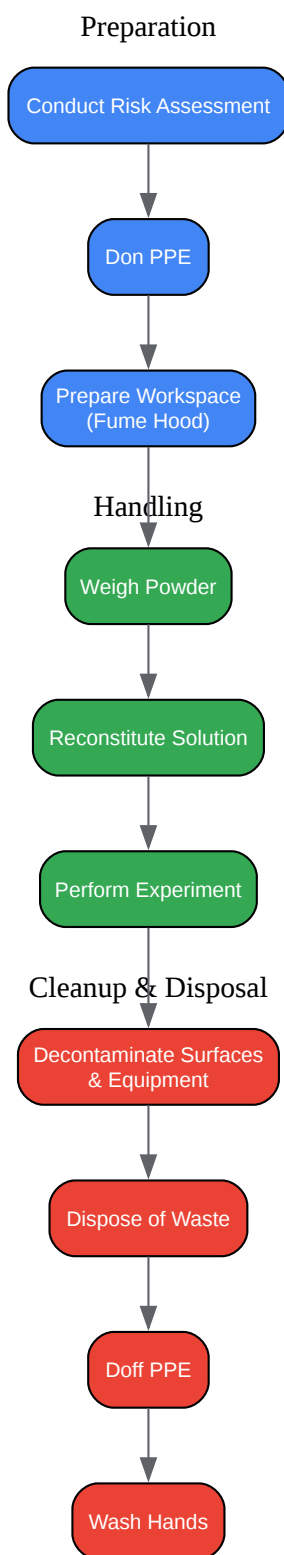 Preparation
Conduct Risk Assessment
Don PPE
Prepare Workspace
(Fume Hood)
Handling
Weigh Powder
Reconstitute Solution
Perform Experiment
Cleanup & Disposal
Decontaminate Surfaces
& Equipment
Dispose of Waste
Doff PPE
Wash Hands